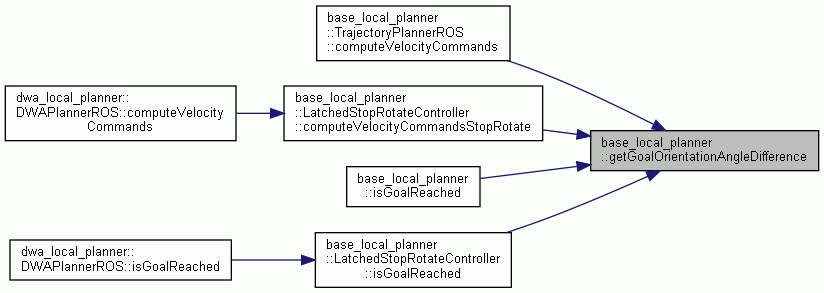 base_local_planner
::TrajectoryPlannerROS
::computeVelocityCommands
dwa_local_planner::
DWAPlannerROS::computeVelocity
Commands
base_local_planner
::LatchedStopRotateController
::computeVelocityCommandsStopRotate
base_local_planner
::getGoalOrientationAngleDifference
base_local_planner
::isGoalReached
dwa_local_planner::
DWAPlannerROS::isGoalReached
base_local_planner
::LatchedStopRotateController
::isGoalReached